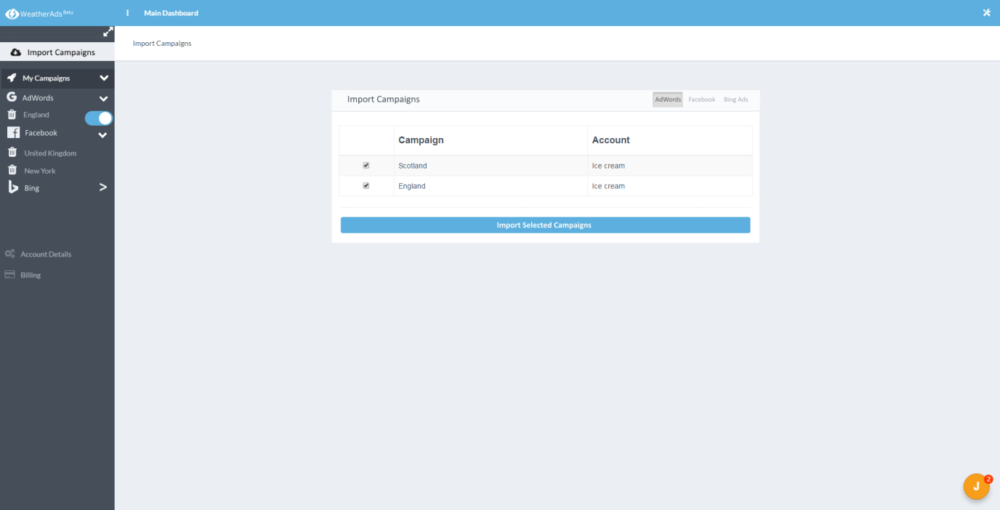 WeatherAds Beta
Main Dashboard
Import Campaigns
Import Campaigns
My Campaigns
AdWords
England
Facebook
United Kingdom
New York
Bing
Account Details
Billing
Import Campaigns
AdWords Facebook Bing Ads
Campaign Account
Scotland Ice cream
England Ice cream
Import Selected Campaigns
J 2